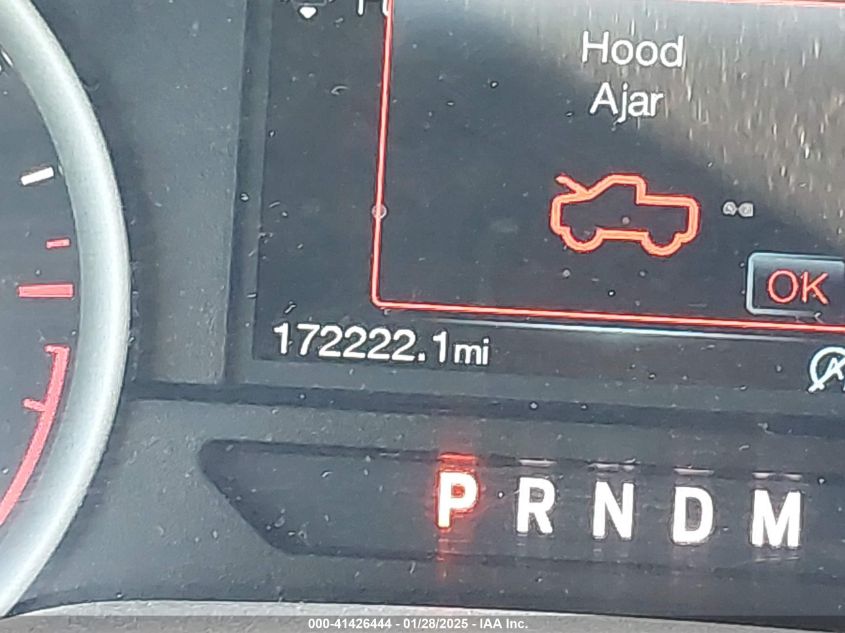 Hood
Ajar
OK
172222.1mi
P R N D M
000-41426444 - 01/28/2025 - IAA Inc.